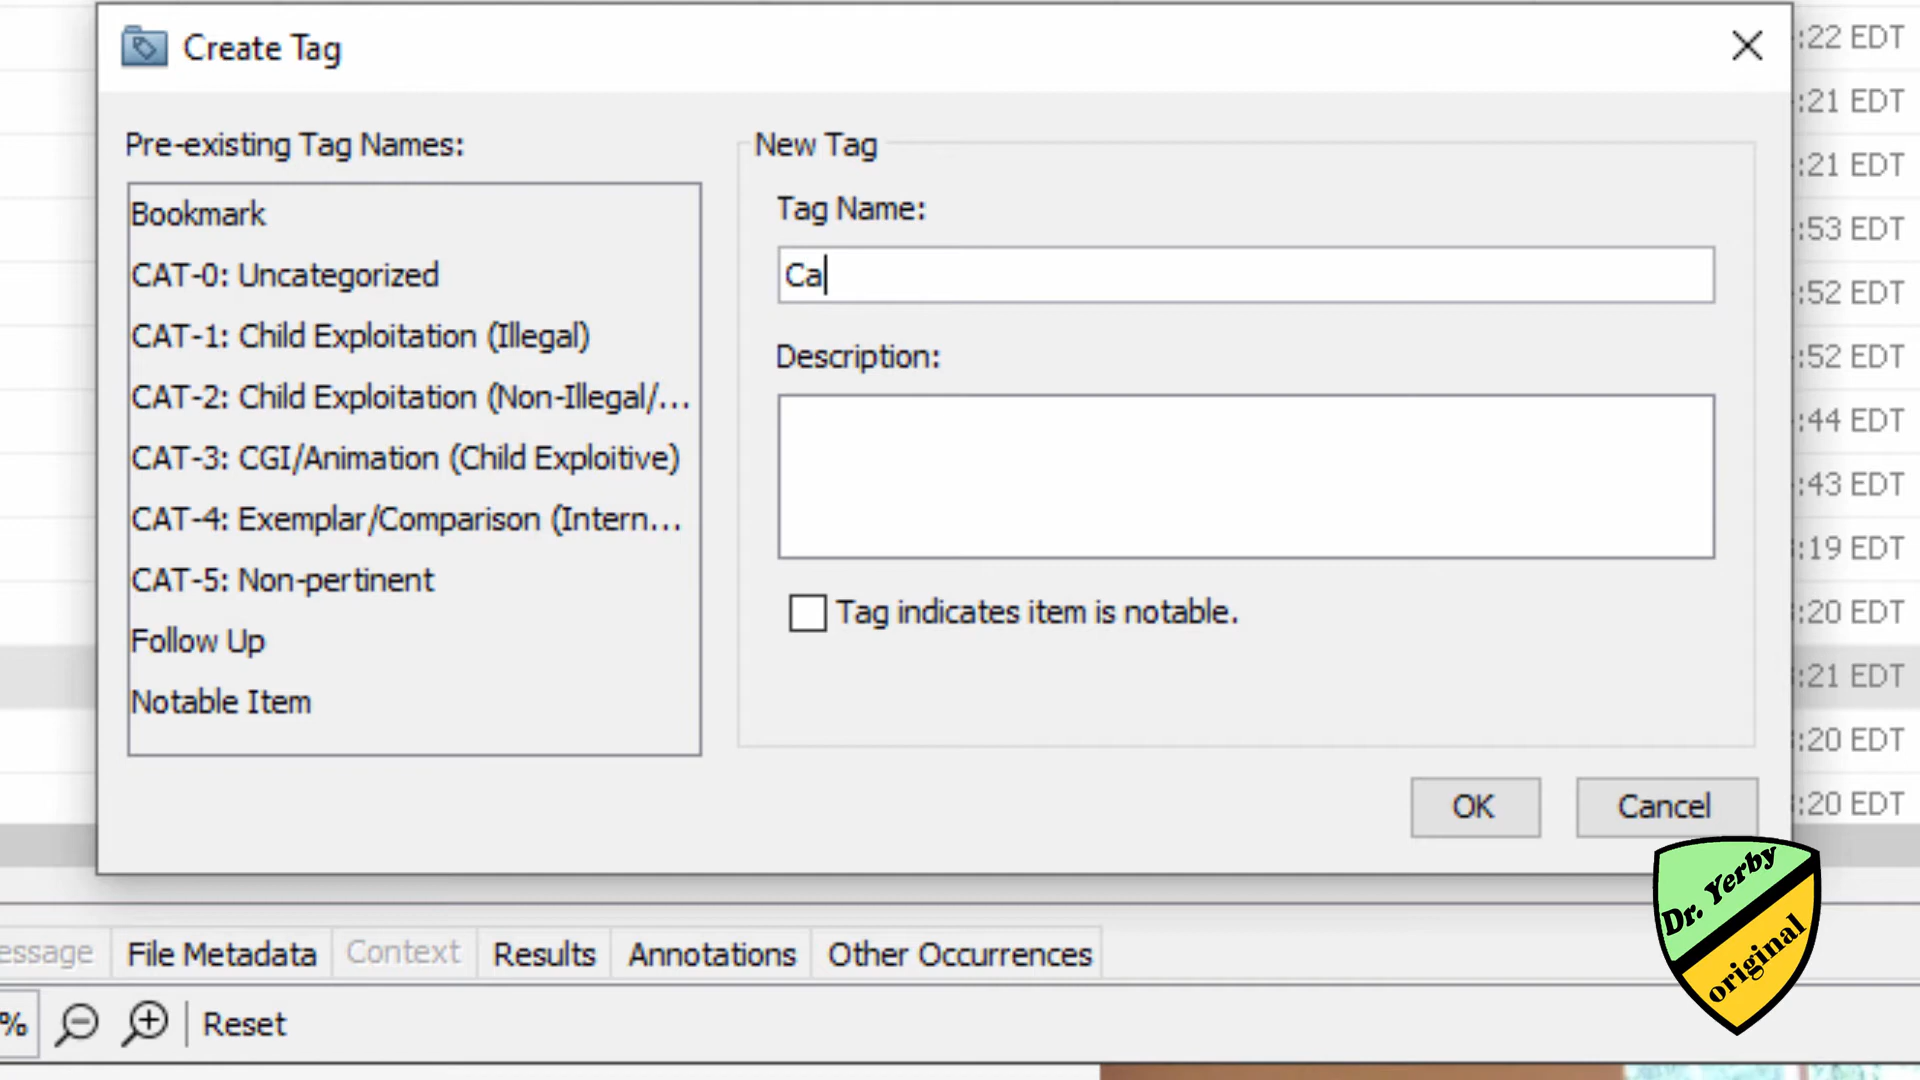 Create Tag
Pre-existing Tag Names:
Bookmark
CAT-0: Uncategorized
CAT-1: Child Exploitation (Illegal)
CAT-2: Child Exploitation (Non-Illegal/...
CAT-3: CGI/Animation (Child Exploitive)
CAT-4: Exemplar/Comparison (Intern...
CAT-5: Non-pertinent
Follow Up
Notable Item
New Tag
Tag Name:
Ca
Description:
Tag indicates item is notable.
OK
Cancel
:22 EDT
:21 EDT
:21 EDT
:53 EDT
:52 EDT
:52 EDT
:44 EDT
:43 EDT
:19 EDT
:20 EDT
:21 EDT
:20 EDT
:20 EDT
essage
File Metadata
Context
Results
Annotations
Other Occurrences
%
Reset
Dr. Yerby
original